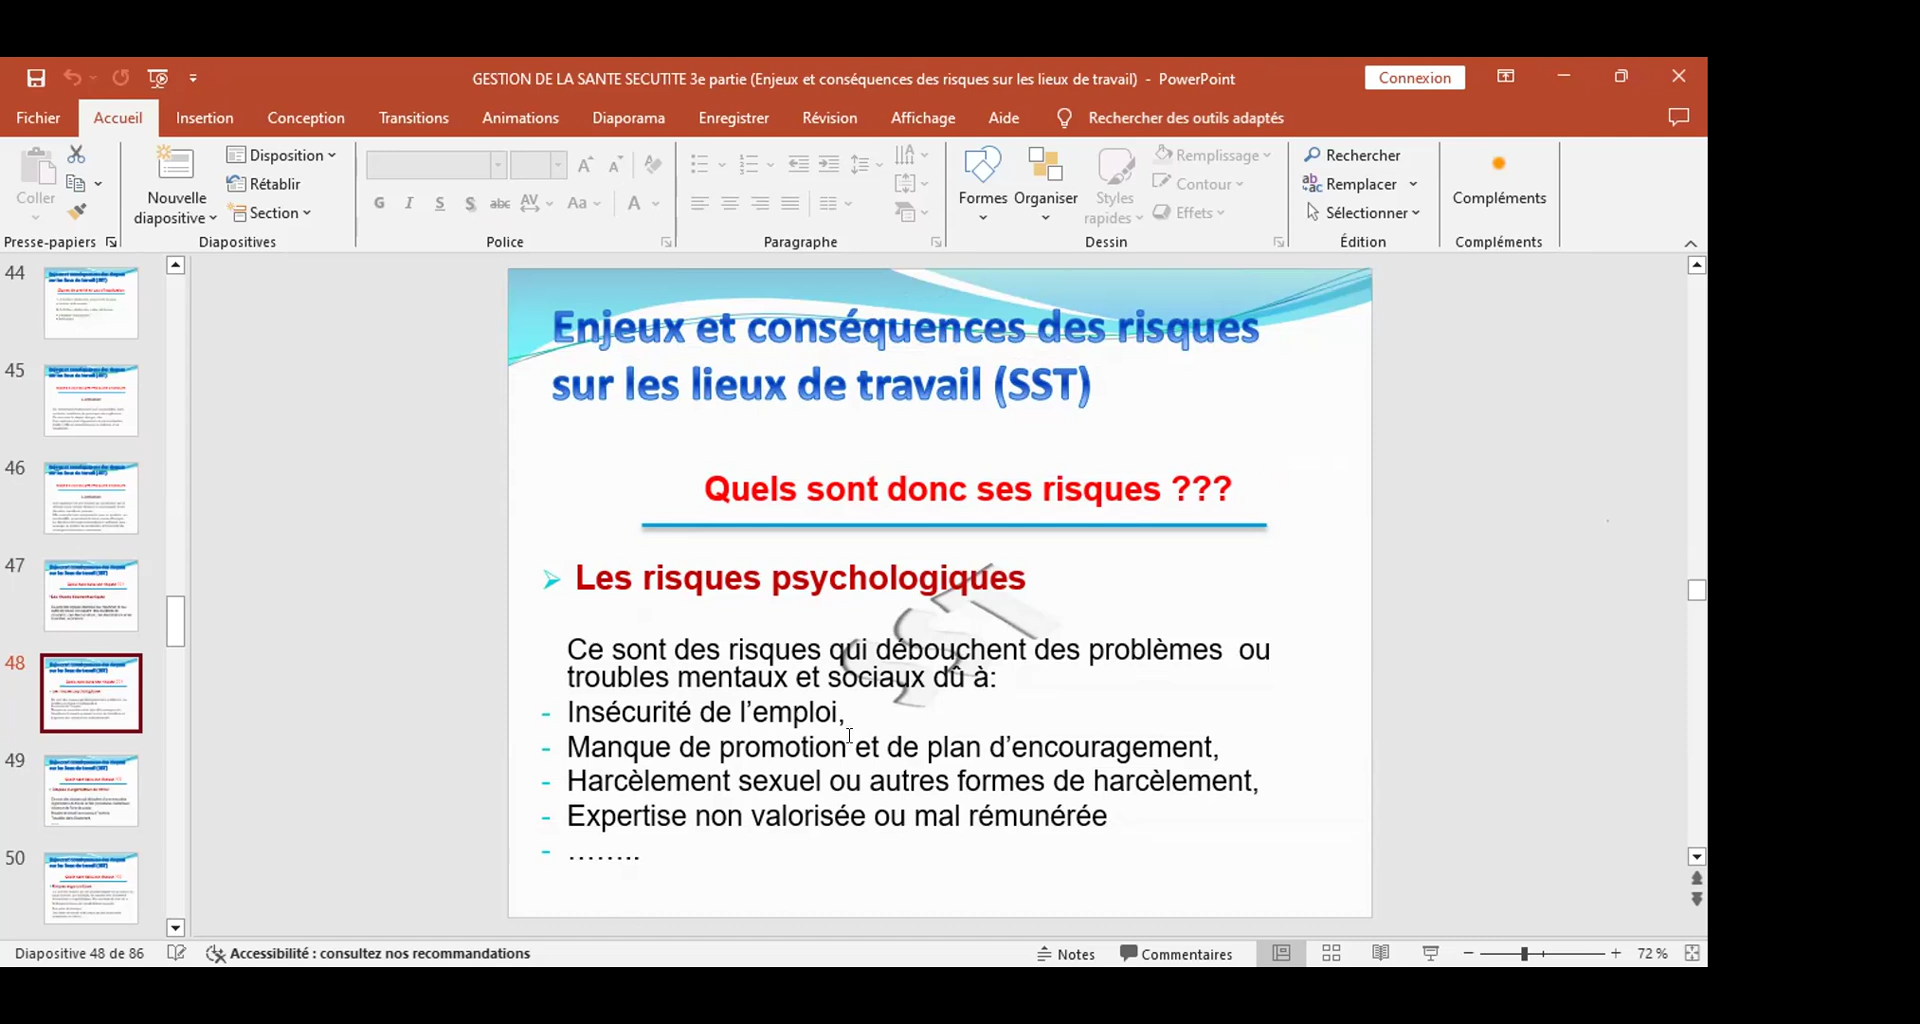 GESTION DE LA SANTE SECUTITE 3e partie (Enjeux et conséquences des risques sur les lieux de travail) - PowerPoint
Connexion
Fichier Accueil Insertion Conception Transitions Animations Diaporama Enregistrer Révision Affichage Aide Rechercher des outils adaptés
Coller
Presse-papiers
Nouvelle
diapositive
Disposition
Rétablir
Section
Diapositives
G I S S abc AV Aa A
Police
Paragraphe
Formes
Organiser
Styles
rapides
Remplissage
Contour
Effets
Dessin
Rechercher
Remplacer
Sélectionner
Édition
Compléments
Compléments
44
45
46
47
48
49
50
Enjeux et conséquences des risques
sur les lieux de travail (SST)
Quels sont donc ses risques ???
Les risques psychologiques
Ce sont des risques qui débouchent des problèmes ou
troubles mentaux et sociaux dû à:
- Insécurité de l’emploi,
- Manque de promotion et de plan d’encouragement,
- Harcèlement sexuel ou autres formes de harcèlement,
- Expertise non valorisée ou mal rémunérée
- ……..
Diapositive 48 de 86
Accessibilité : consultez nos recommandations
Notes
Commentaires
72 %